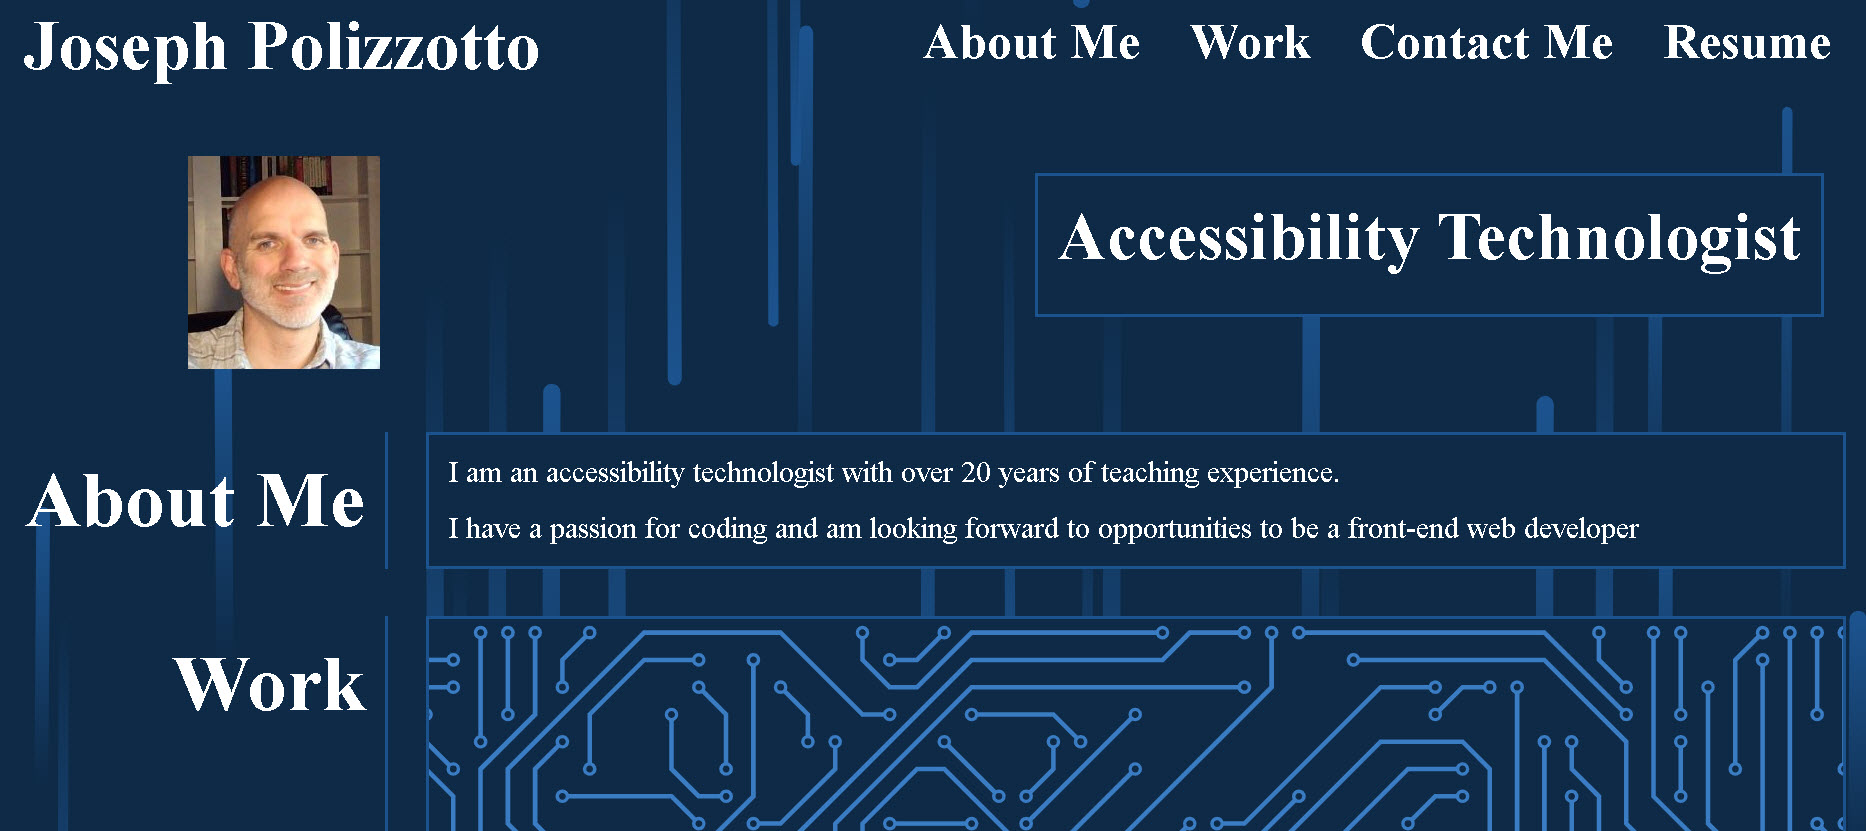 Joseph Polizzotto
About Me Work Contact Me Resume
Accessibility Technologist
About Me
I am an accessibility technologist with over 20 years of teaching experience.
I have a passion for coding and am looking forward to opportunities to be a front-end web developer
Work